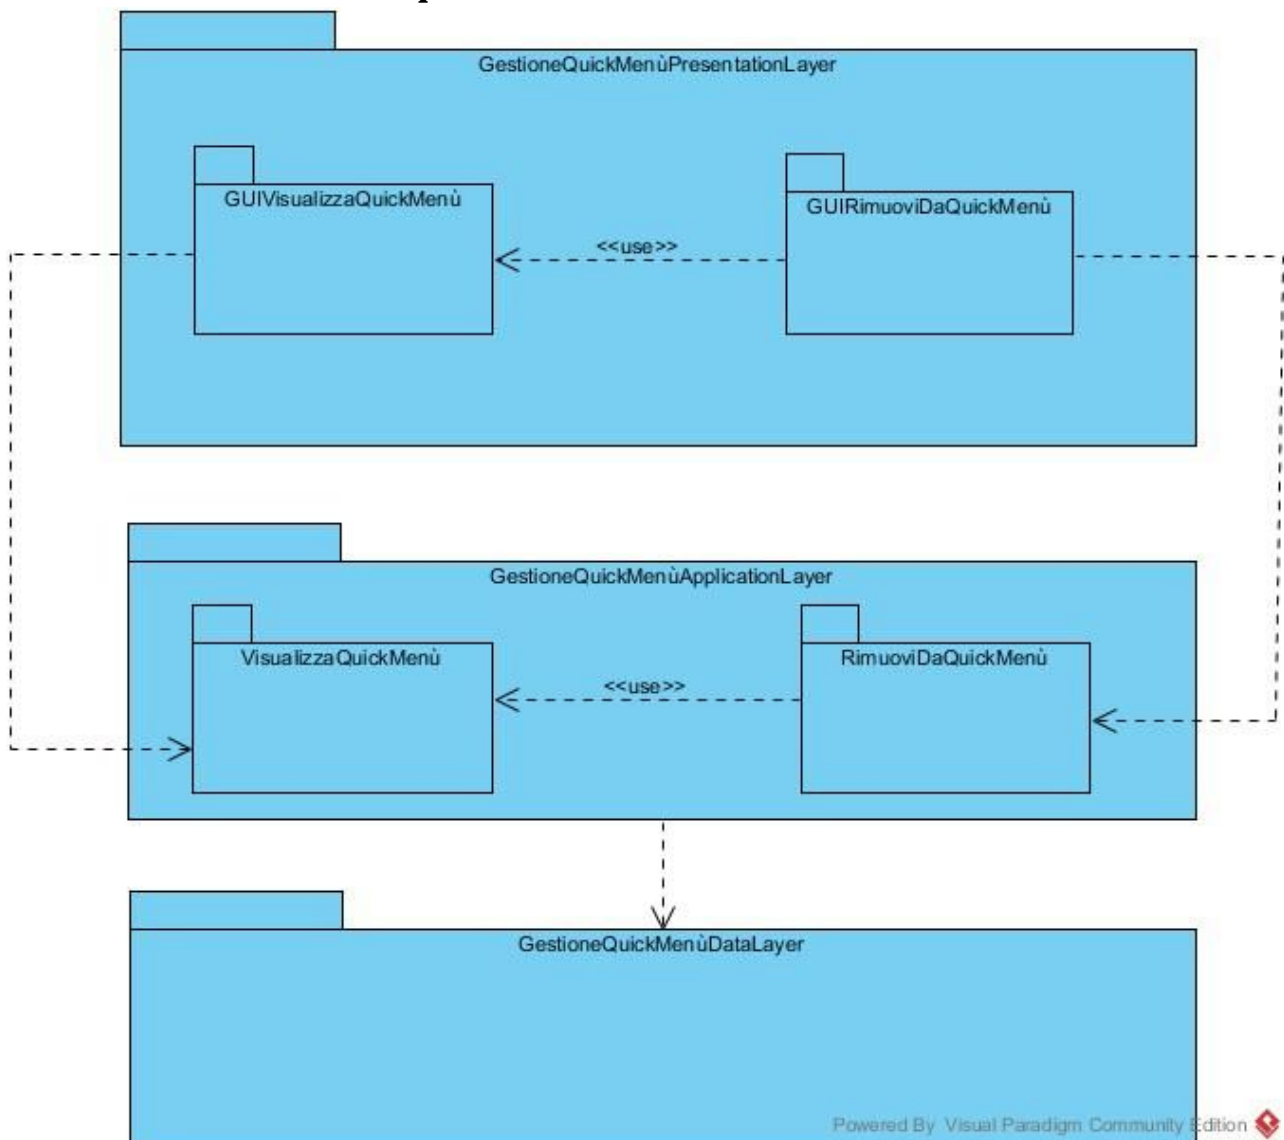 GestioneQuickMenùPresentationLayer
GUIVisualizzaQuickMenù
GUIRimuoviDaQuickMenù
<<use>>
GestioneQuickMenùApplicationLayer
VisualizzaQuickMenù
RimuoviDaQuickMenù
<<use>>
GestioneQuickMenùDataLayer
Powered By Visual Paradigm Community Edition